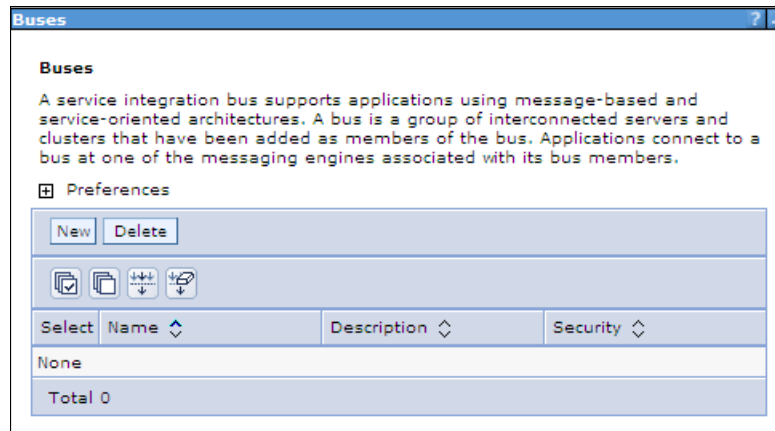 Buses
?
Buses
A service integration bus supports applications using message-based and
service-oriented architectures. A bus is a group of interconnected servers and
clusters that have been added as members of the bus. Applications connect to a
bus at one of the messaging engines associated with its bus members.
Preferences
New Delete
Select Name Description Security
None
Total 0